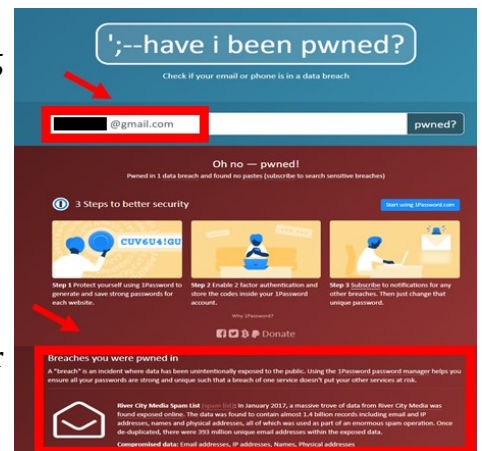 ';--have i been pwned?
Check if your email or phone is in a data breach
@gmail.com
pwned?
Oh no — pwned!
Pwned in 1 data breach and found no pastes (subscribe to search sensitive breaches)
3 Steps to better security
Start using 1Password.com
CUV6U4!GU
Step 1 Protect yourself using 1Password to
generate and save strong passwords for
each website.
Step 2 Enable 2 factor authentication and
store the codes inside your 1Password
account.
Step 3 Subscribe to notifications for any
other breaches. Then just change that
unique password.
Why 1Password?
Donate
Breaches you were pwned in
A "breach" is an incident where data has been unintentionally exposed to the public. Using the 1Password password manager helps you
ensure all your passwords are strong and unique such that a breach of one service doesn't put your other services at risk.
River City Media Spam List (spam list): In January 2017, a massive trove of data from River City Media was
found exposed online. The data was found to contain almost 1.4 billion records including email and IP
addresses, names and physical addresses, all of which was used as part of an enormous spam operation. Once
de-duplicated, there were 393 million unique email addresses within the exposed data.
Compromised data: Email addresses, IP addresses, Names, Physical addresses